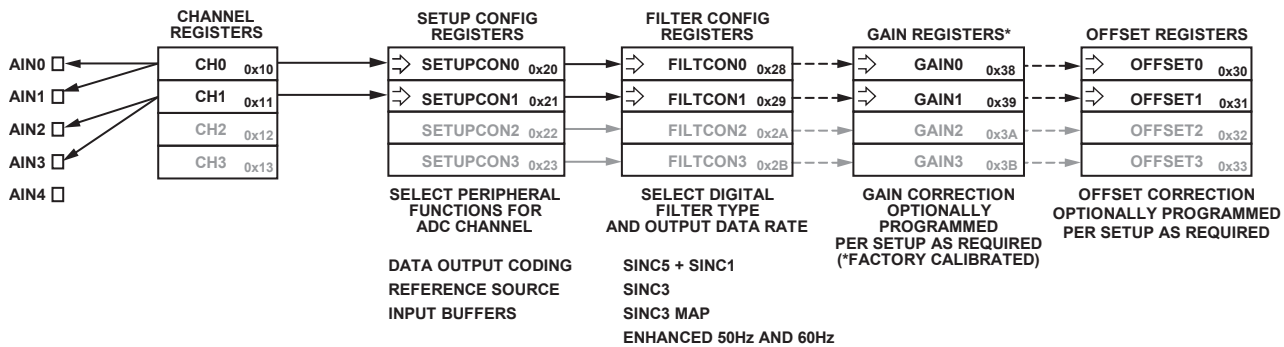 CHANNEL
REGISTERS
SETUP CONFIG
REGISTERS
FILTER CONFIG
REGISTERS
GAIN REGISTERS*
OFFSET REGISTERS
AIN0
AIN1
AIN2
AIN3
AIN4
CH0 0x10
CH1 0x11
CH2 0x12
CH3 0x13
SETUPCON0 0x20
SETUPCON1 0x21
SETUPCON2 0x22
SETUPCON3 0x23
FILTCON0 0x28
FILTCON1 0x29
FILTCON2 0x2A
FILTCON3 0x2B
GAIN0 0x38
GAIN1 0x39
GAIN2 0x3A
GAIN3 0x3B
OFFSET0 0x30
OFFSET1 0x31
OFFSET2 0x32
OFFSET3 0x33
SELECT PERIPHERAL
FUNCTIONS FOR
ADC CHANNEL
SELECT DIGITAL
FILTER TYPE
AND OUTPUT DATA RATE
GAIN CORRECTION
OPTIONALLY
PROGRAMMED
PER SETUP AS REQUIRED
(*FACTORY CALIBRATED)
OFFSET CORRECTION
OPTIONALLY PROGRAMMED
PER SETUP AS REQUIRED
DATA OUTPUT CODING
REFERENCE SOURCE
INPUT BUFFERS
SINC5 + SINC1
SINC3
SINC3 MAP
ENHANCED 50Hz AND 60Hz